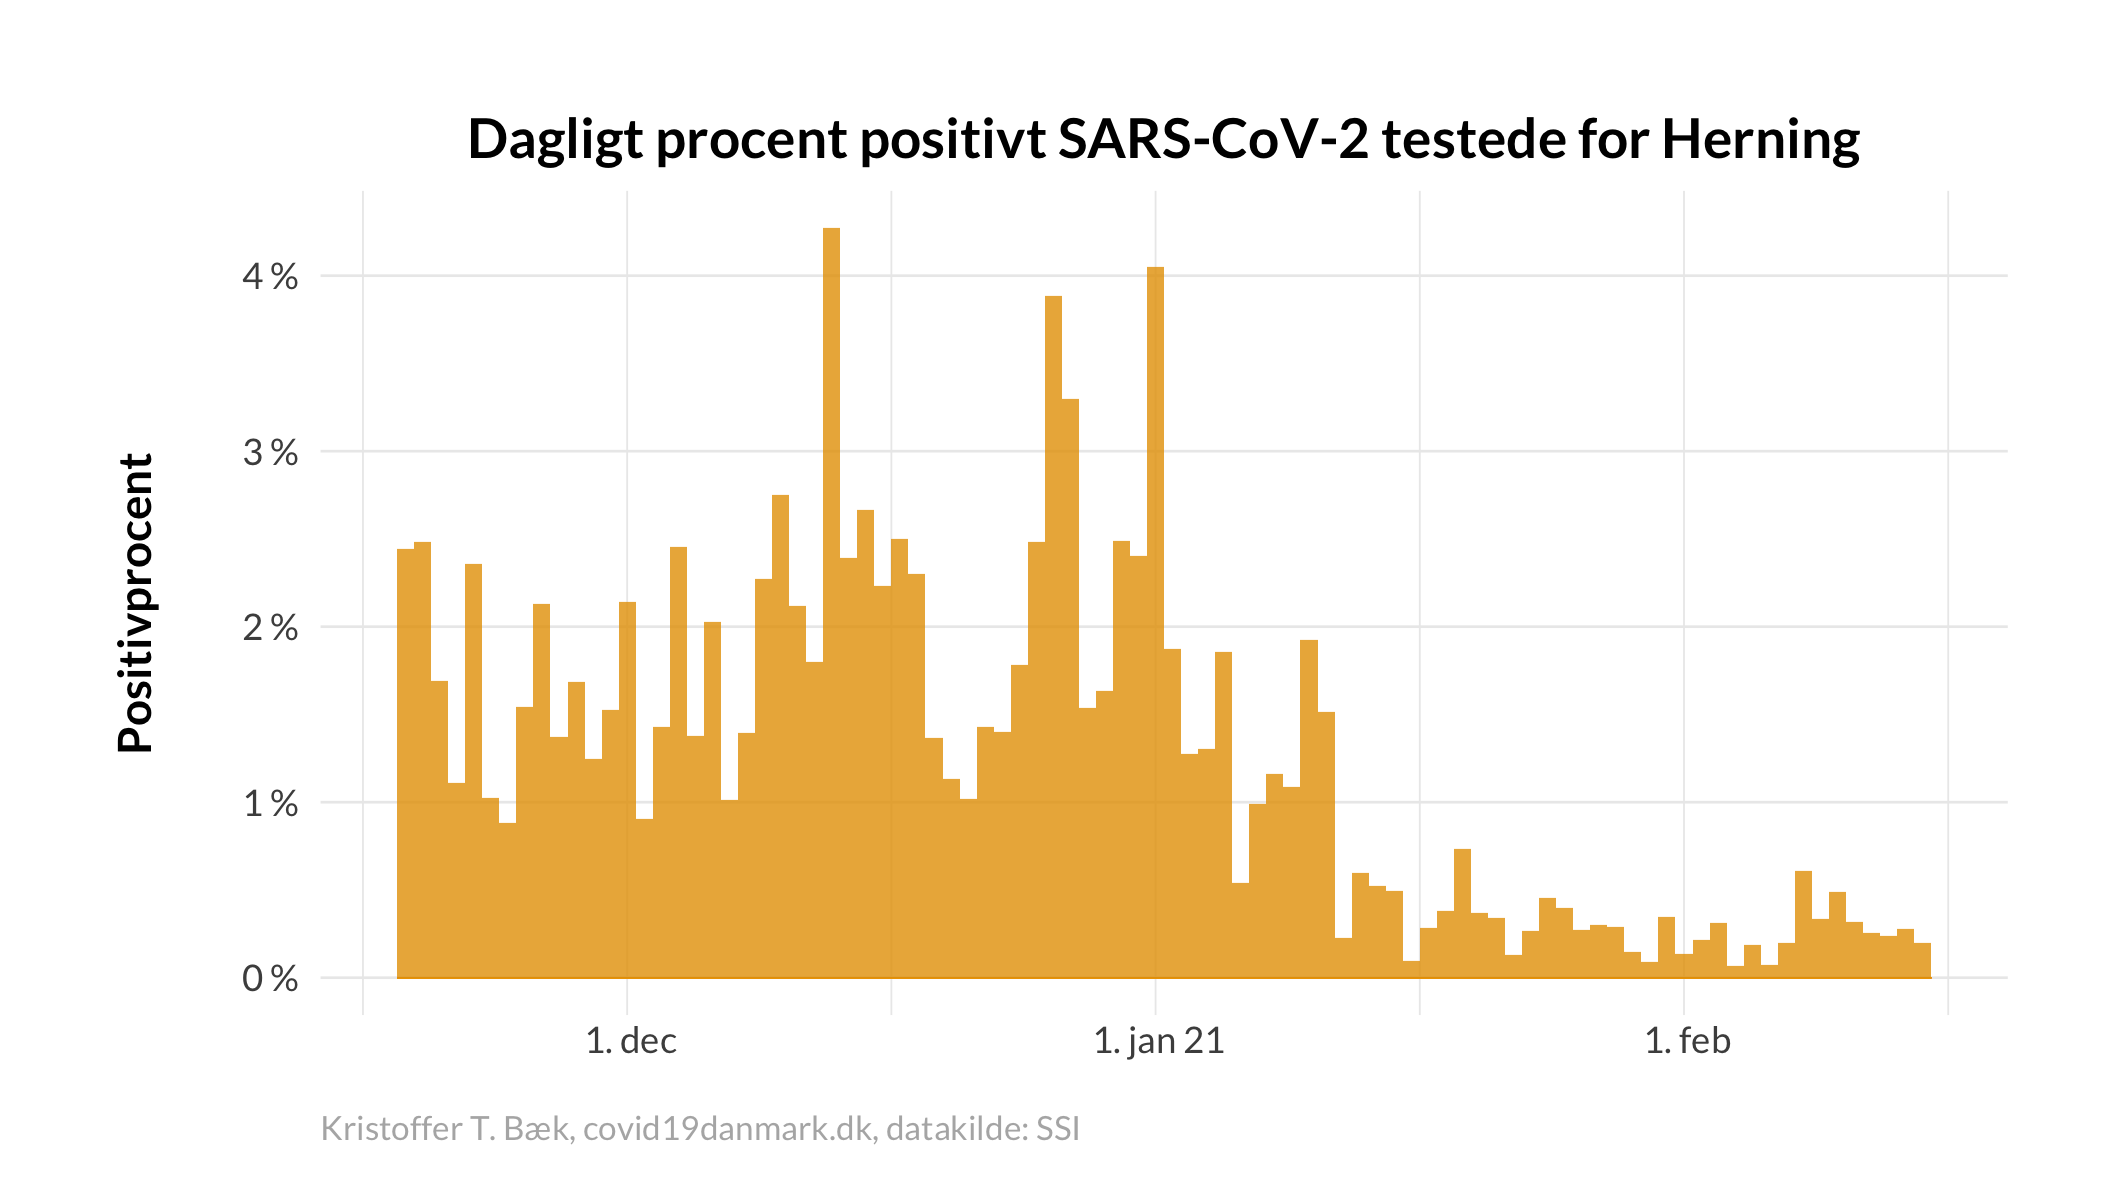 Dagligt procent positivt SARS-CoV-2 testede for Herning
Positivprocent
4 %
3 %
2 %
1 %
0 %
1. dec
1. jan 21
1. feb
Kristoffer T. Bæk, covid19danmark.dk, datakilde: SSI